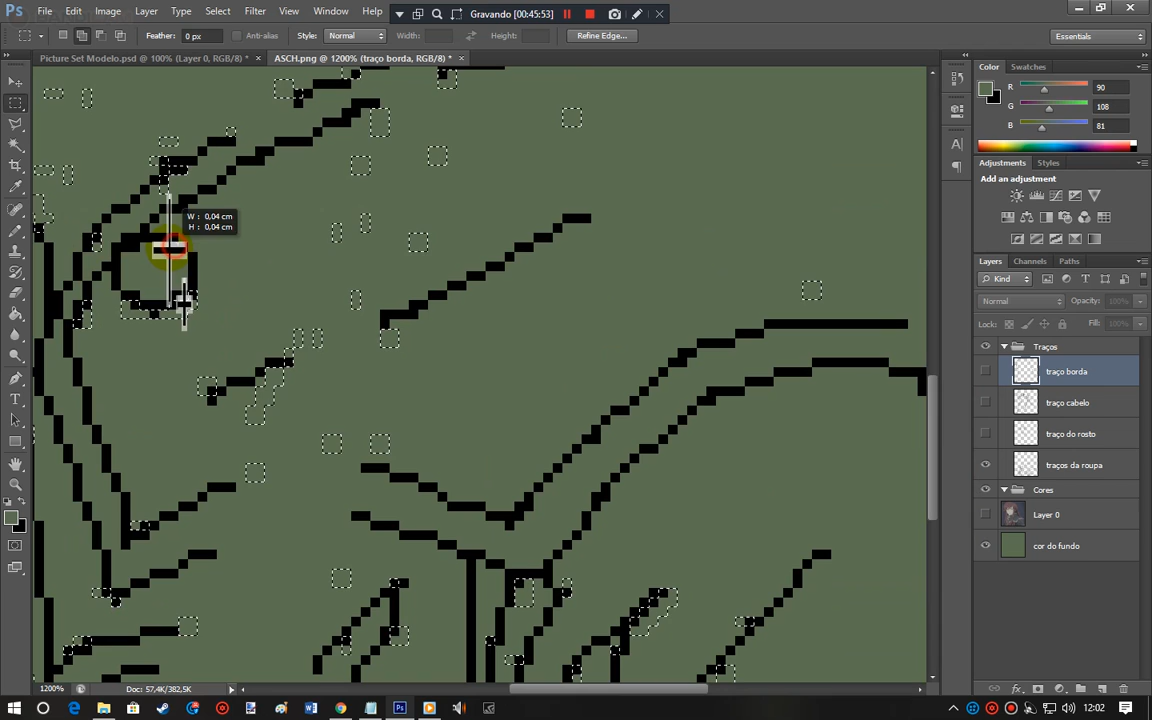 Ps File Edit Image Layer Type Select Filter View Window Help
Gravando [00:45:53]
Feather: 0 px Anti-alias Style: Normal Width: Height: Refine Edge... Essentials
Picture Set Modelo.psd @ 100% (Layer 0, RGB/8) * × ASCH.png @ 1200% (traço borda, RGB/8) * ×
Color Swatches
R 90
G 108
B 81
Adjustments Styles
Add an adjustment
Layers Channels Paths
Kind
Normal Opacity:
Lock: Fill: 100%
Traços
traço borda
traço cabelo
traço do rosto
traços da roupa
Cores
Layer 0
cor do fundo
W : 0,04 cm
H : 0,04 cm
1200% Doc: 57,4K/382,5K
12:02